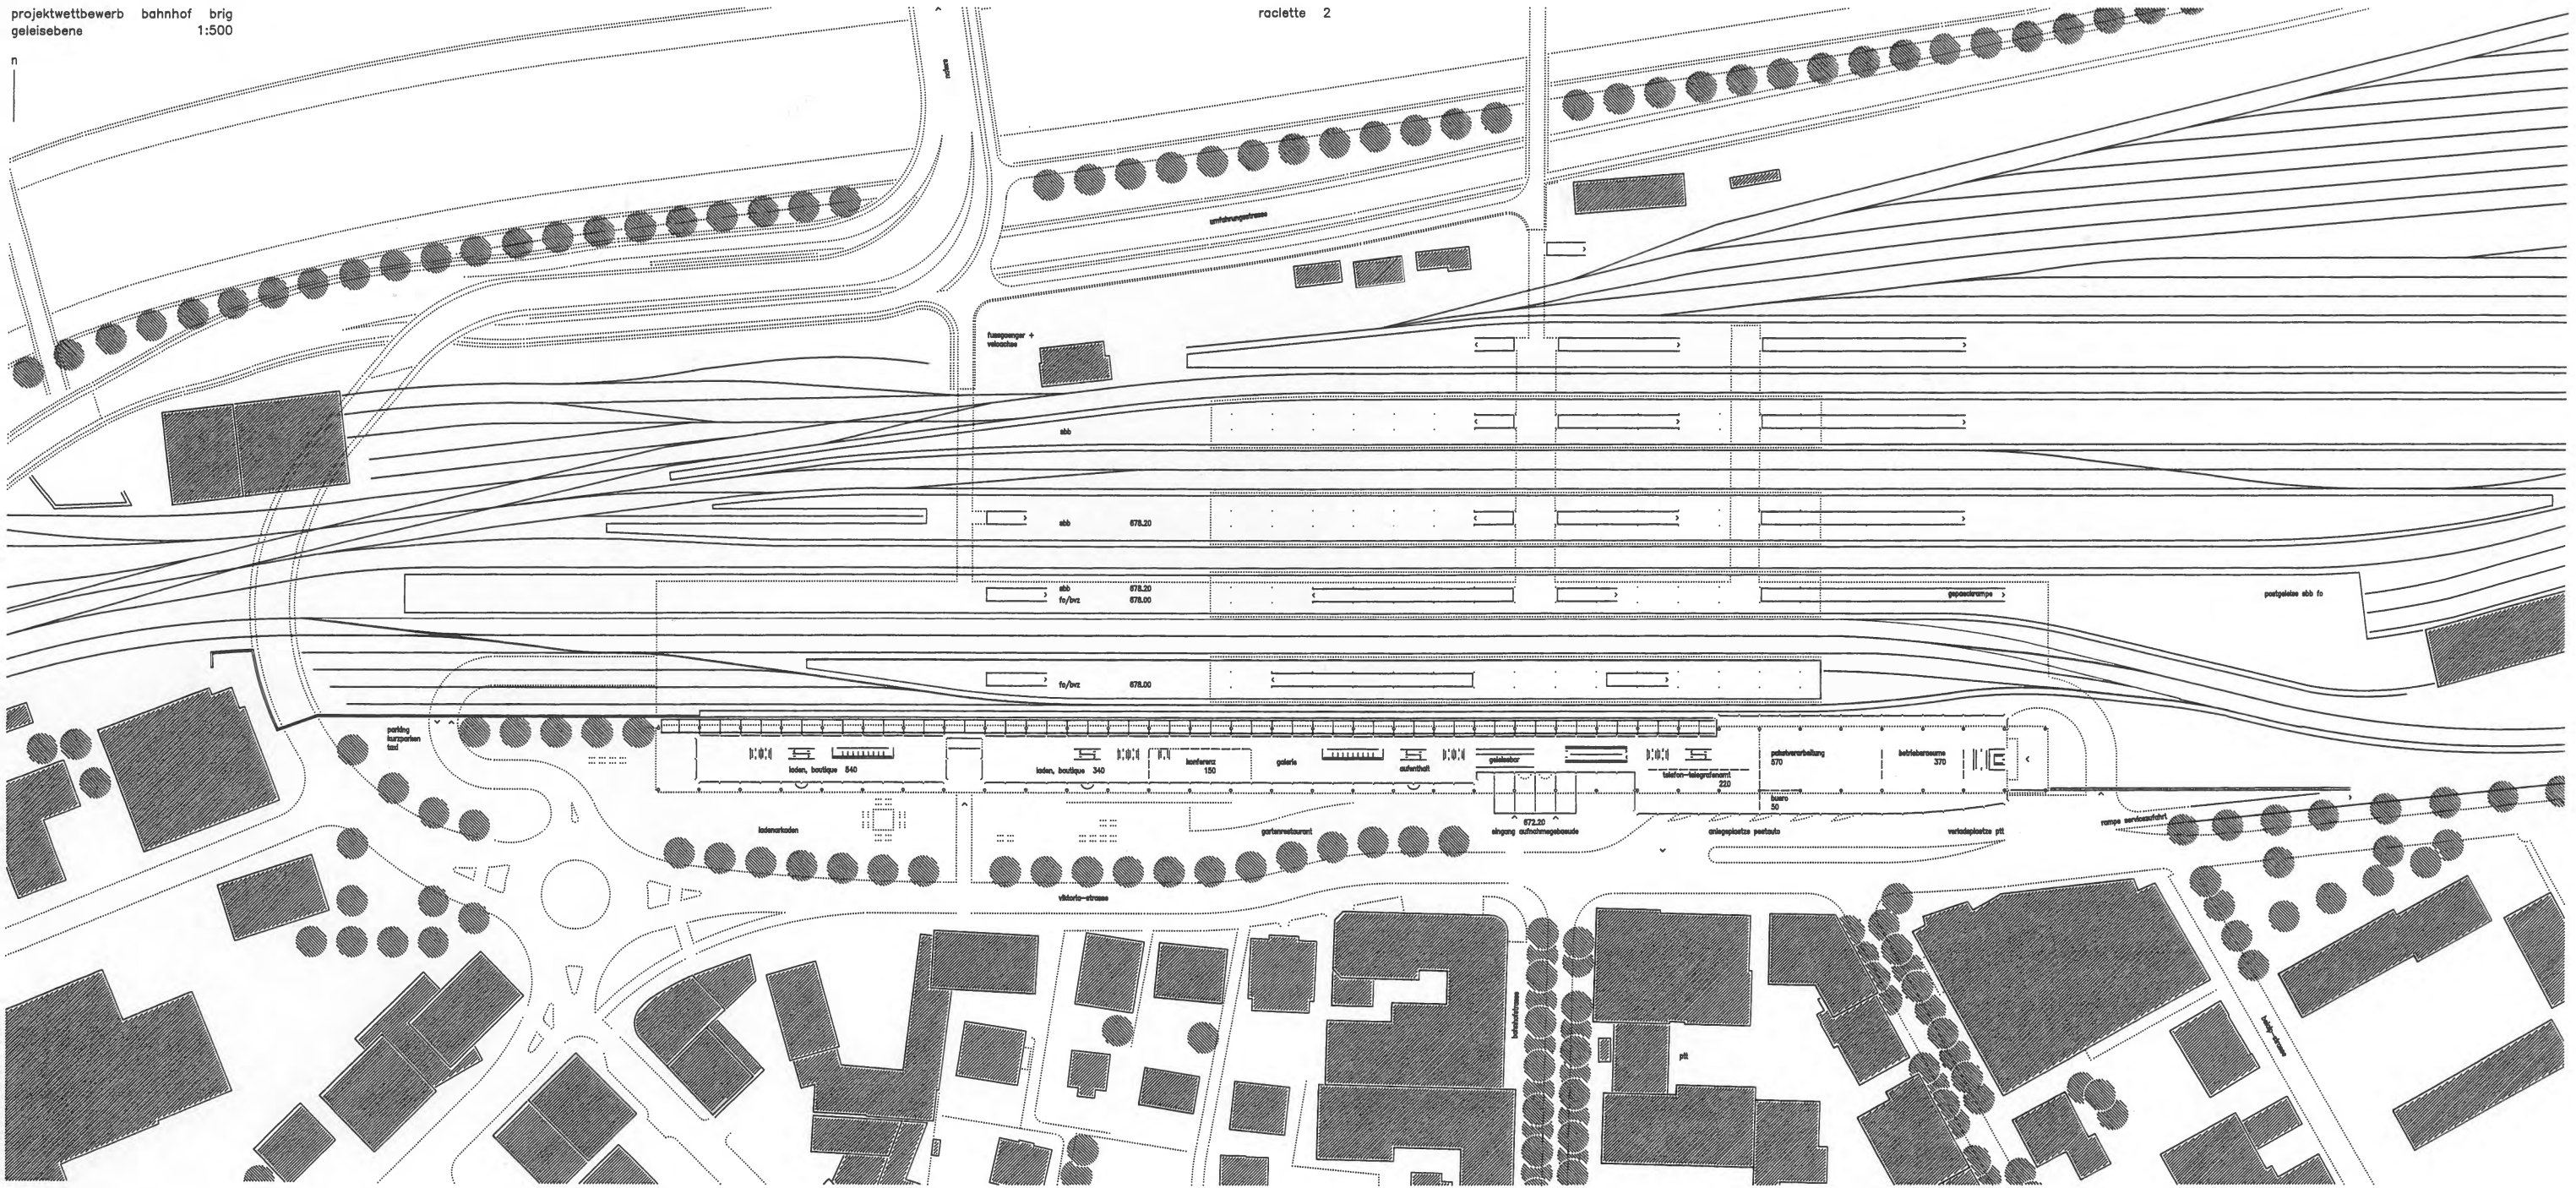 projektwettbewerb bahnhof brig
geleisebene 1:500
raclette 2
n
naters
umfahrungsstrasse
fussgaenger +
veloachse
sbb
sbb 678.20
sbb 678.20
fo/bvz 678.00
gepaeckrampe
postgeleise sbb fo
fo/bvz 678.00
parking
kurzparken
taxi
laden, boutique 540
laden, boutique 340
konferenz
150
galerie
aufenthalt
geleisebar
telefon-telegrafenamt
220
paketverarbeitung
570
betriebsraeume
370
buero
50
ladenarkaden
gartenrestaurant
672.20
eingang aufnahmegebaeude
anlegeplaetze postauto
verladeplaetze ptt
rampe servicezufahrt
viktoria-strasse
bahnhofstrasse
ptt